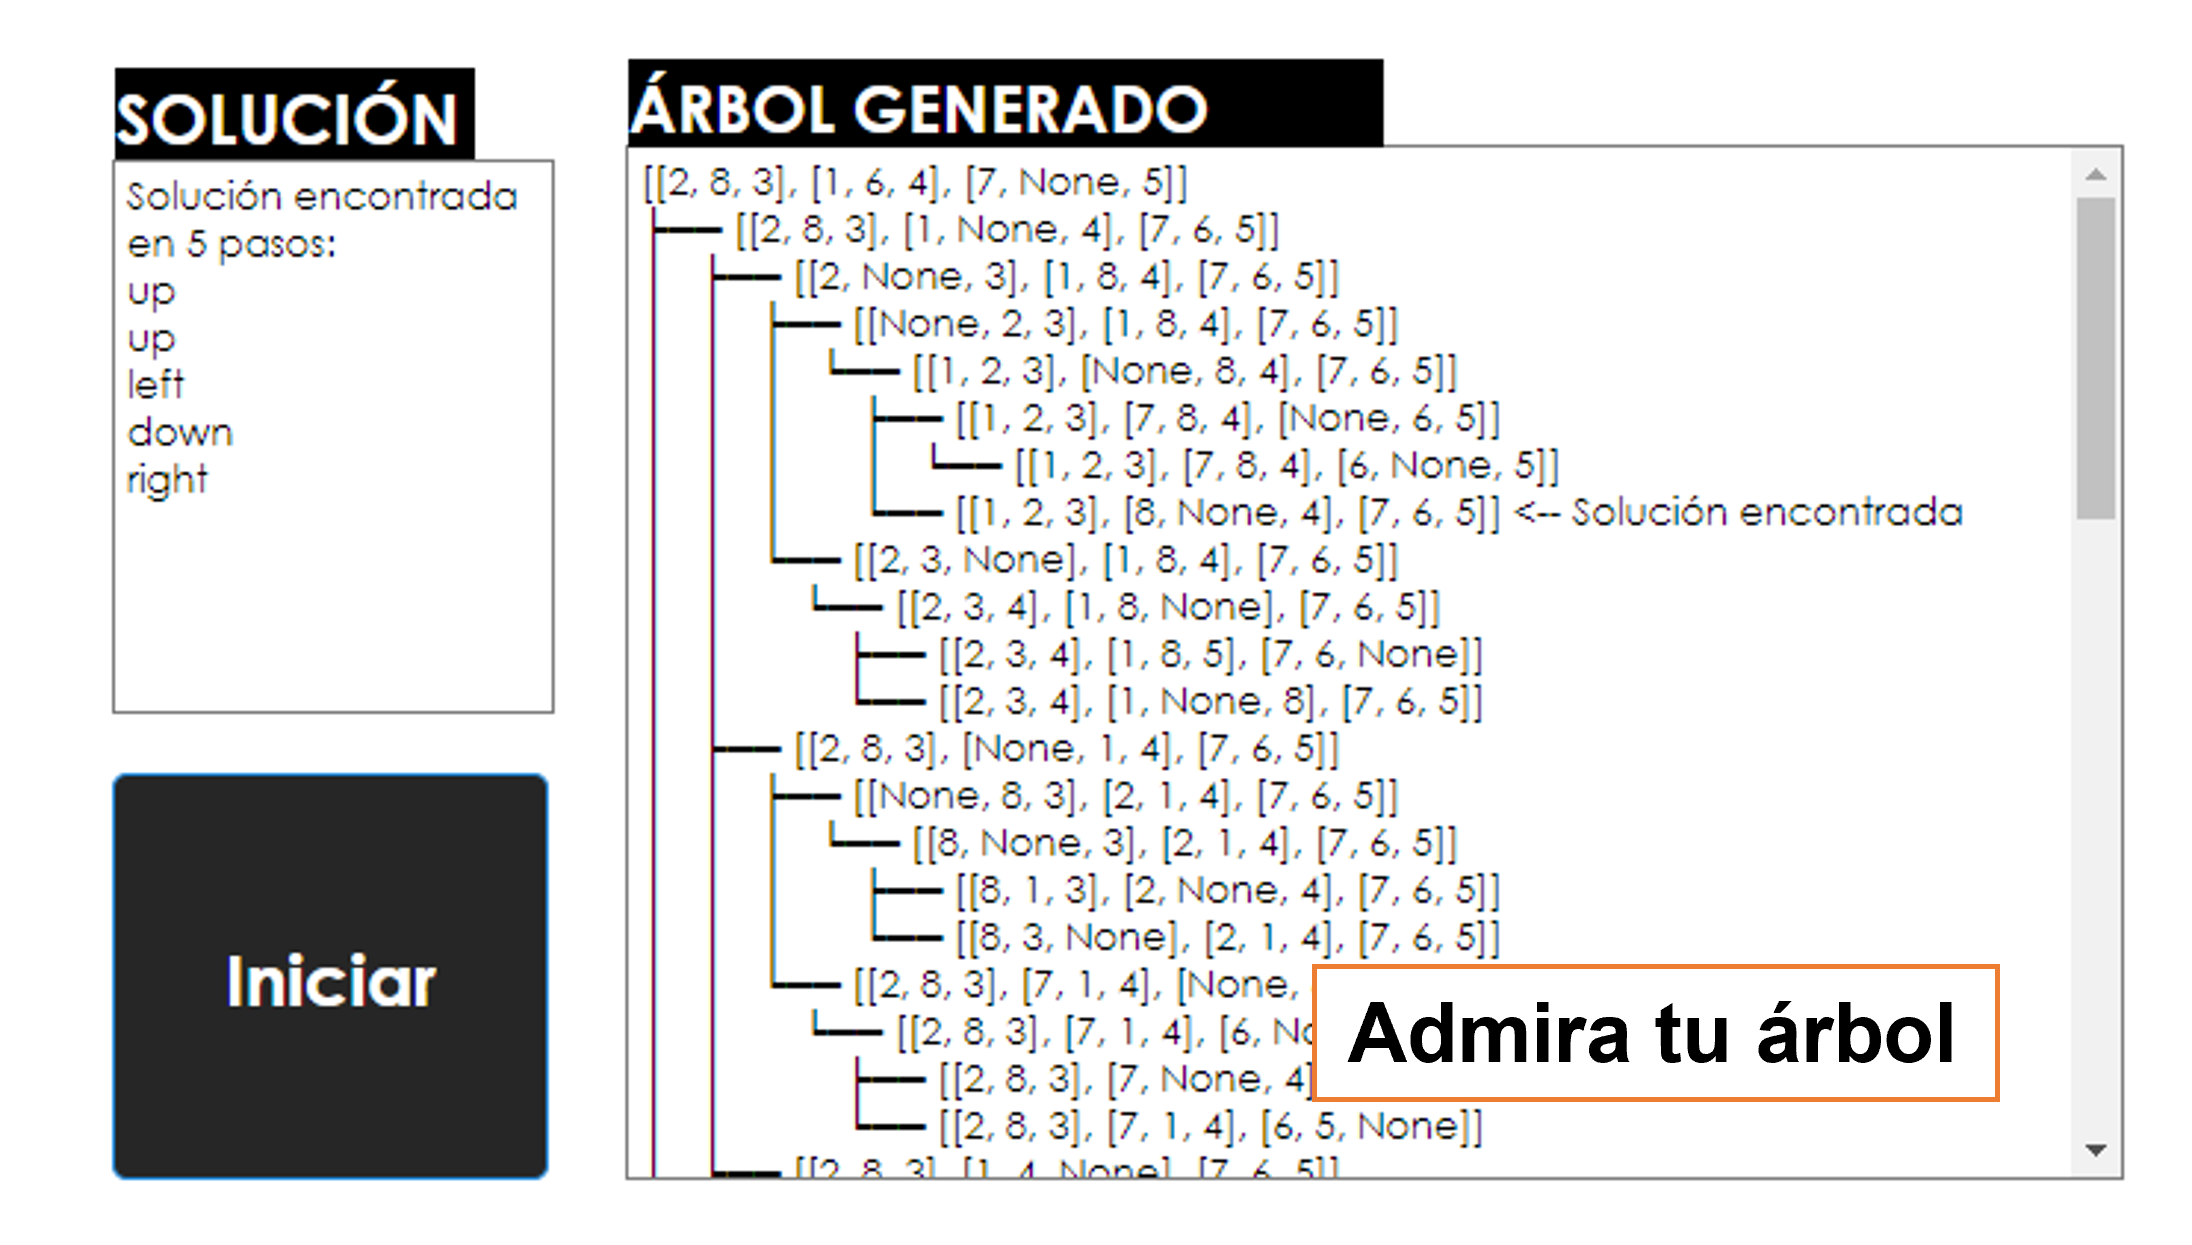 SOLUCIÓN
Solución encontrada
en 5 pasos:
up
up
left
down
right
Iniciar
ÁRBOL GENERADO
[[2, 8, 3], [1, 6, 4], [7, None, 5]]
[[2, 8, 3], [1, None, 4], [7, 6, 5]]
[[2, None, 3], [1, 8, 4], [7, 6, 5]]
[[None, 2, 3], [1, 8, 4], [7, 6, 5]]
[[1, 2, 3], [None, 8, 4], [7, 6, 5]]
[[1, 2, 3], [7, 8, 4], [None, 6, 5]]
[[1, 2, 3], [7, 8, 4], [6, None, 5]]
[[1, 2, 3], [8, None, 4], [7, 6, 5]] <-- Solución encontrada
[[2, 3, None], [1, 8, 4], [7, 6, 5]]
[[2, 3, 4], [1, 8, None], [7, 6, 5]]
[[2, 3, 4], [1, 8, 5], [7, 6, None]]
[[2, 3, 4], [1, None, 8], [7, 6, 5]]
[[2, 8, 3], [None, 1, 4], [7, 6, 5]]
[[None, 8, 3], [2, 1, 4], [7, 6, 5]]
[[8, None, 3], [2, 1, 4], [7, 6, 5]]
[[8, 1, 3], [2, None, 4], [7, 6, 5]]
[[8, 3, None], [2, 1, 4], [7, 6, 5]]
[[2, 8, 3], [7, 1, 4], [None,
[[2, 8, 3], [7, 1, 4], [6,
[[2, 8, 3], [7, None, 4]
[[2, 8, 3], [7, 1, 4], [6, 5, None]]
[[2, 8, 3], [1, 4, None], [7, 6, 5]]
Admira tu árbol